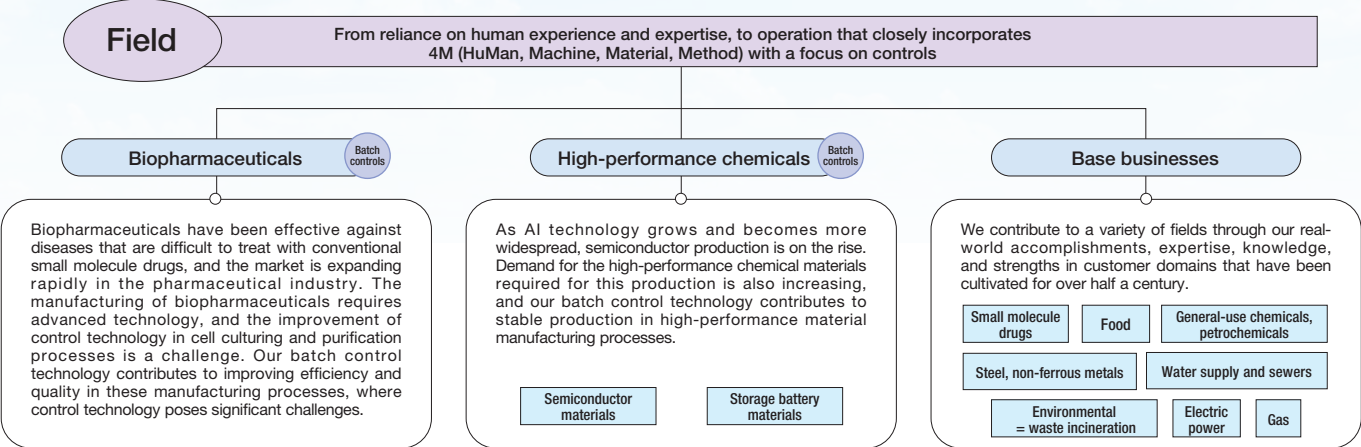 Field
From reliance on human experience and expertise, to operation that closely incorporates
4M (HuMan, Machine, Material, Method) with a focus on controls
Biopharmaceuticals
Batch
controls
Biopharmaceuticals have been effective against
diseases that are difficult to treat with conventional
small molecule drugs, and the market is expanding
rapidly in the pharmaceutical industry. The
manufacturing of biopharmaceuticals requires
advanced technology, and the improvement of
control technology in cell culturing and purification
processes is a challenge. Our batch control
technology contributes to improving efficiency and
quality in these manufacturing processes, where
control technology poses significant challenges.
High-performance chemicals
Batch
controls
As AI technology grows and becomes more
widespread, semiconductor production is on the rise.
Demand for the high-performance chemical materials
required for this production is also increasing,
and our batch control technology contributes to
stable production in high-performance material
manufacturing processes.
Semiconductor
materials
Storage battery
materials
Base businesses
We contribute to a variety of fields through our real-
world accomplishments, expertise, knowledge,
and strengths in customer domains that have been
cultivated for over half a century.
Small molecule
drugs
Food
General-use chemicals,
petrochemicals
Steel, non-ferrous metals
Water supply and sewers
Environmental
= waste incineration
Electric
power
Gas